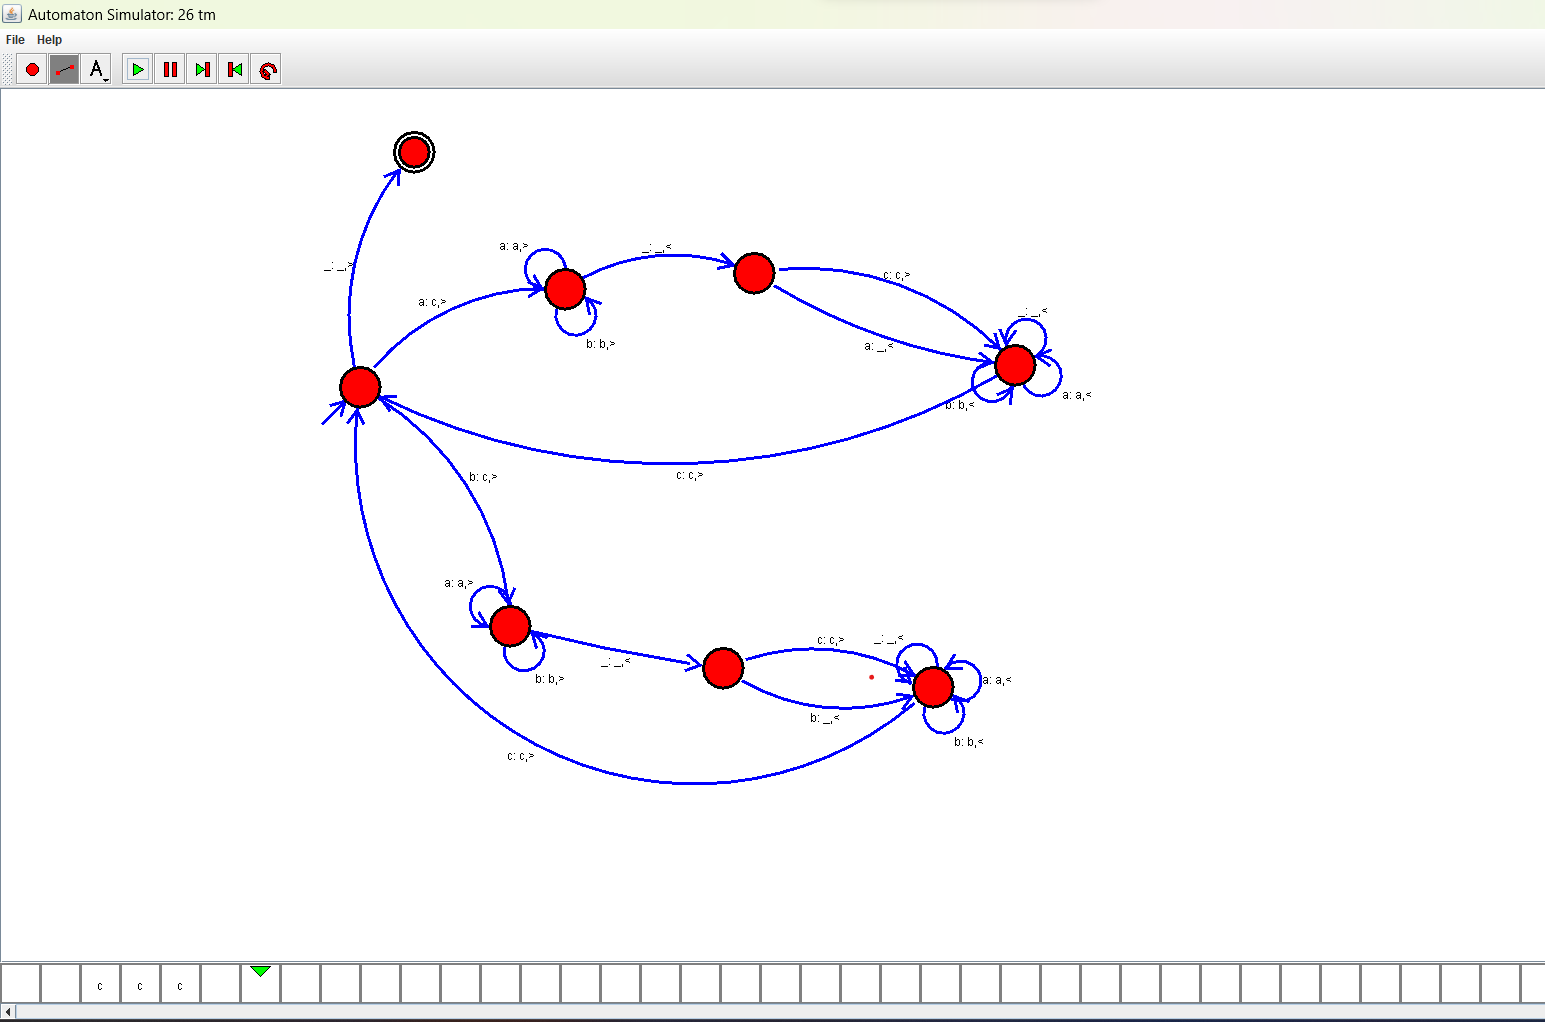 Automaton Simulator: 26 tm
File Help
A
_: _,>
a: a,>
_: _,<
c: c,>
a: c,>
_: _,<
b: b,>
a: _,<
a: a,<
b: b,<
c: c,>
b: c,>
a: a,>
c: c,>
_: _,<
_: _,<
b: b,>
a: a,<
b: _,<
b: b,<
c: c,>
c c c